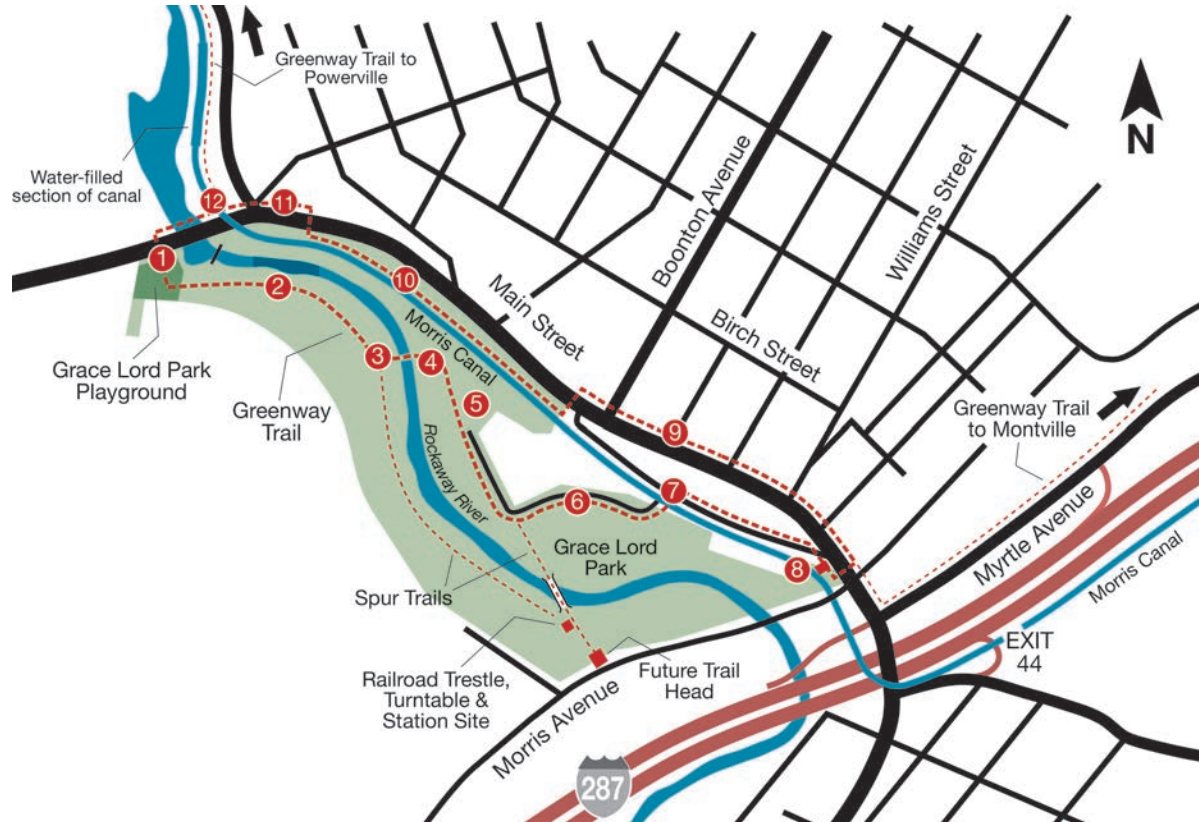 Greenway Trail to
Powerville
N
Water-filled
section of canal
12
11
1
2
10
Boonton Avenue
Williams Street
Main Street
Birch Street
Morris Canal
3
4
5
Grace Lord Park
Playground
Greenway
Trail
Rockaway River
9
Greenway Trail
to Montville
7
6
Grace Lord
Park
8
Myrtle Avenue
Morris Canal
Spur Trails
EXIT
44
Railroad Trestle,
Turntable &
Station Site
Future Trail
Head
Morris Avenue
287